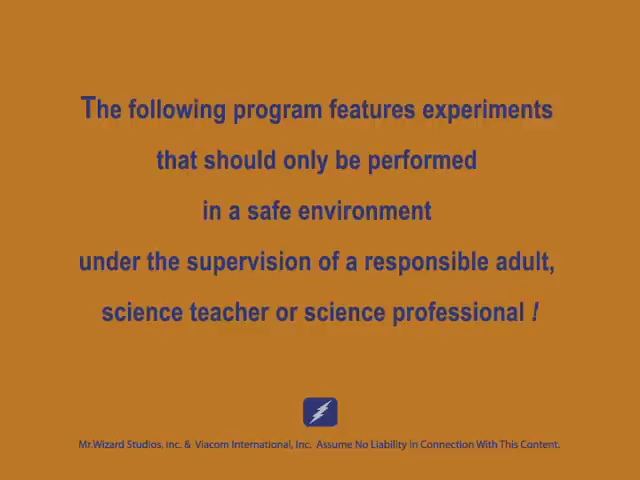 The following program features experiments
that should only be performed
in a safe environment
under the supervision of a responsible adult,
science teacher or science professional !
Mr.Wizard Studios, inc. & Viacom International, Inc. Assume No Liability in Connection With This Content.